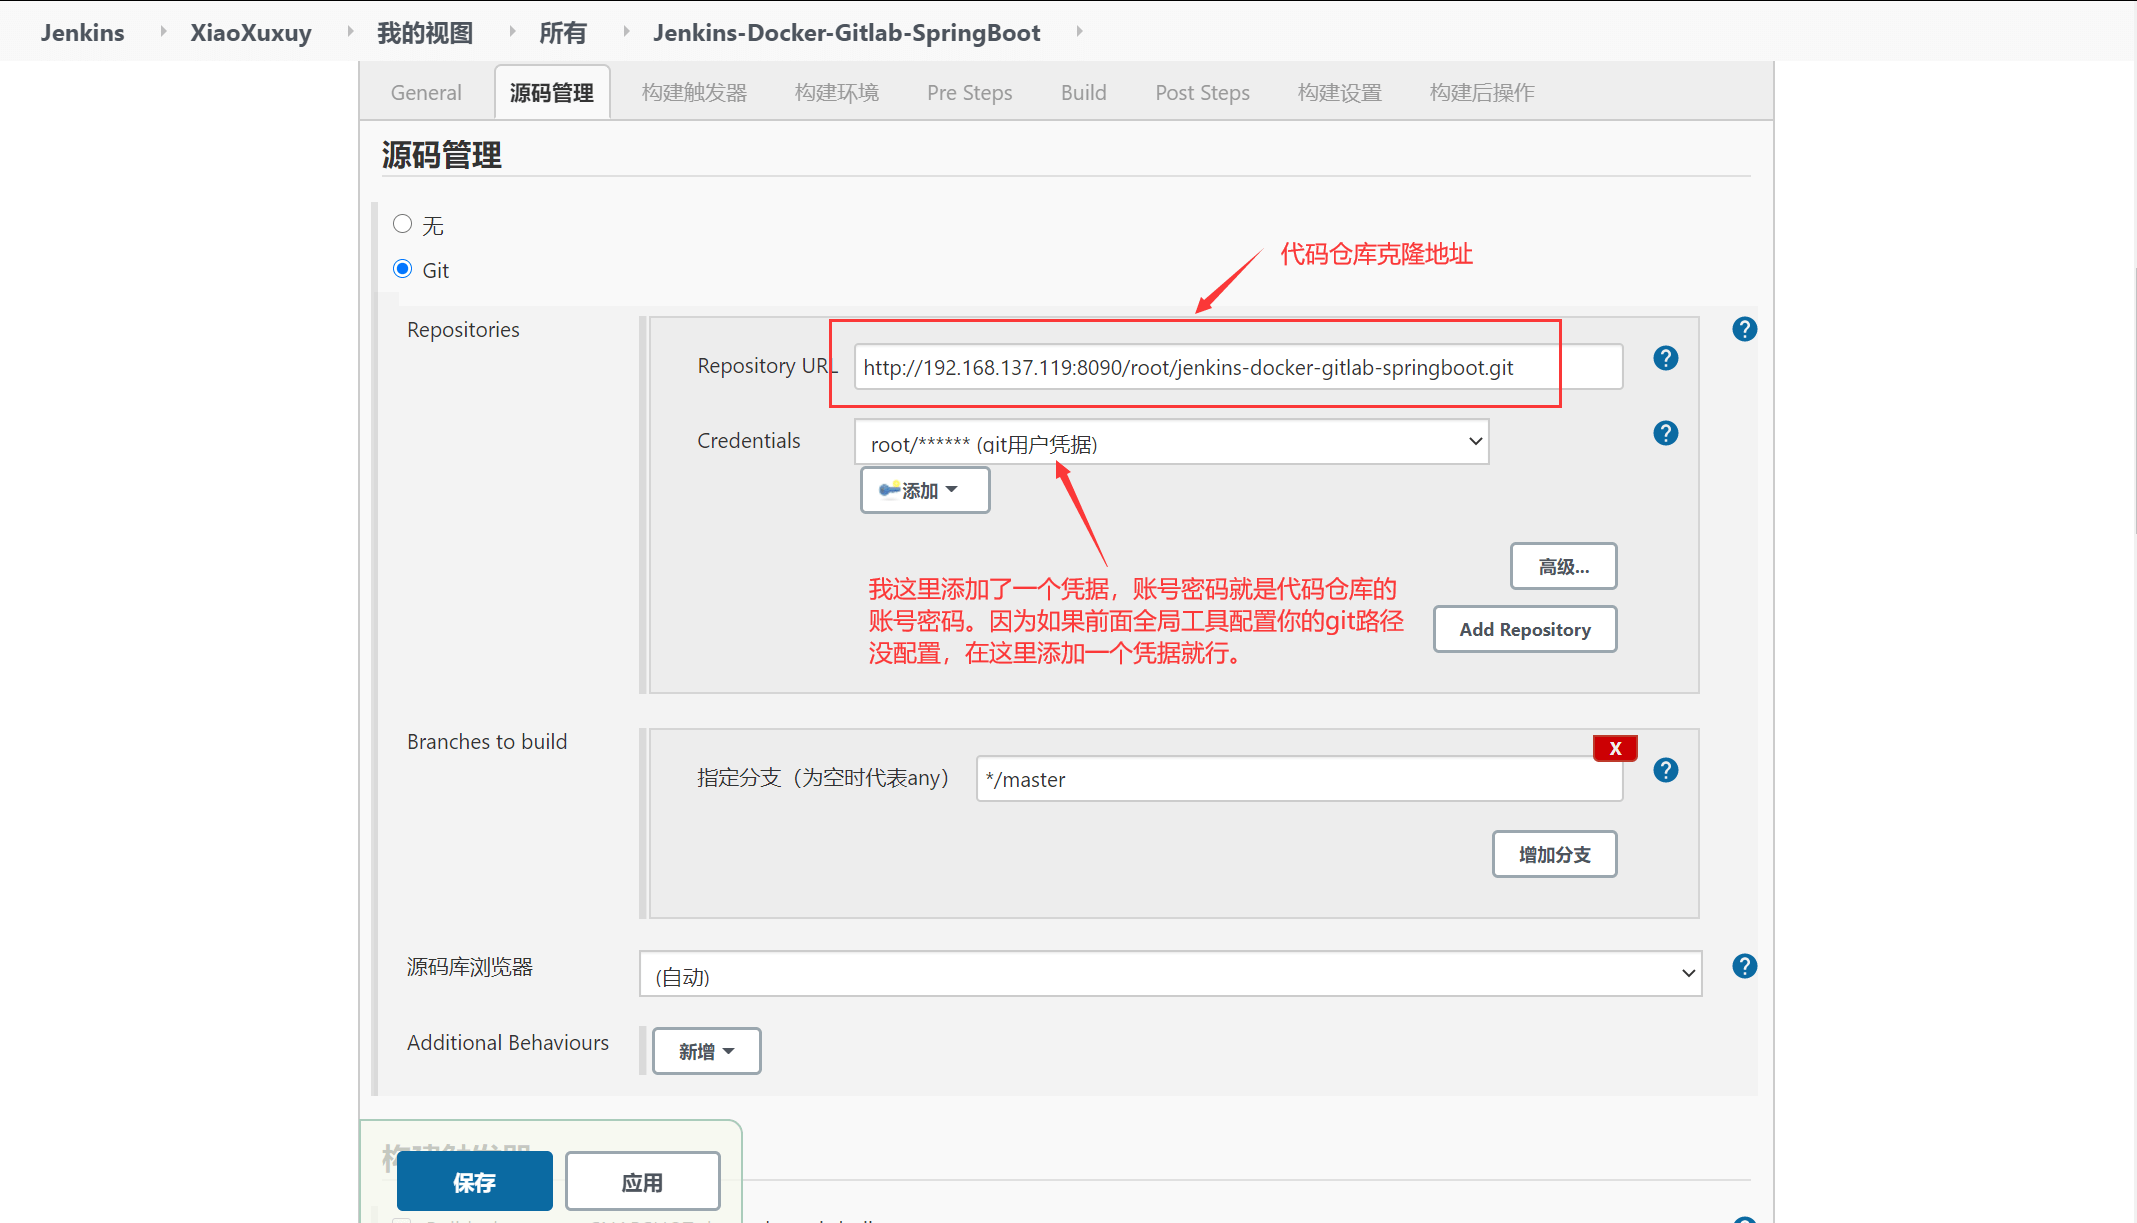 Jenkins XiaoXuxuy 我的视图 所有 Jenkins-Docker-Gitlab-SpringBoot
General 源码管理 构建触发器 构建环境 Pre Steps Build Post Steps 构建设置 构建后操作
源码管理
无
Git
代码仓库克隆地址
Repositories
Repository URL http://192.168.137.119:8090/root/jenkins-docker-gitlab-springboot.git
Credentials root/****** (git用户凭据)
添加
高级...
我这里添加了一个凭据，账号密码就是代码仓库的
账号密码。因为如果前面全局工具配置你的git路径
没配置，在这里添加一个凭据就行。
Add Repository
Branches to build
X
指定分支（为空时代表any） */master
增加分支
源码库浏览器 (自动)
Additional Behaviours 新增
构建触发器
保存 应用